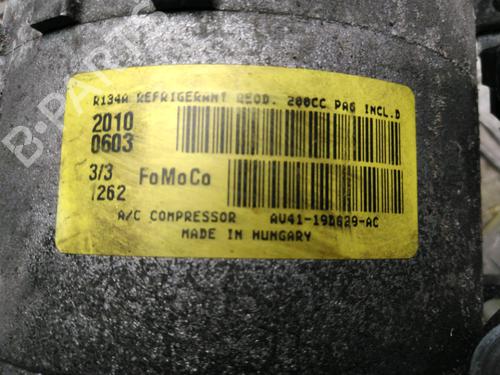 B-PARTS
R134A REFRIGERANT REQD. 200CC PAG INCL.D
2010
0603
3/3 FoMoCo
1262
A/C COMPRESSOR AV41-19D629-AC
MADE IN HUNGARY